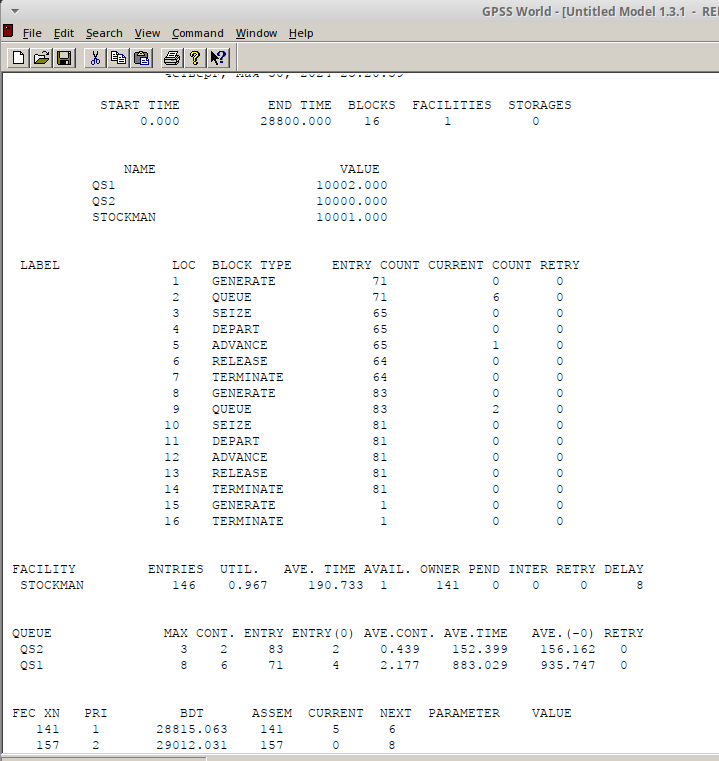 GPSS World - [Untitled Model 1.3.1 - RE
File Edit Search View Command Window Help
START TIME END TIME BLOCKS FACILITIES STORAGES
0.000 28800.000 16 1 0
NAME VALUE
QS1 10002.000
QS2 10000.000
STOCKMAN 10001.000
LABEL LOC BLOCK TYPE ENTRY COUNT CURRENT COUNT RETRY
1 GENERATE 71 0 0
2 QUEUE 71 6 0
3 SEIZE 65 0 0
4 DEPART 65 0 0
5 ADVANCE 65 1 0
6 RELEASE 64 0 0
7 TERMINATE 64 0 0
8 GENERATE 83 0 0
9 QUEUE 83 2 0
10 SEIZE 81 0 0
11 DEPART 81 0 0
12 ADVANCE 81 0 0
13 RELEASE 81 0 0
14 TERMINATE 81 0 0
15 GENERATE 1 0 0
16 TERMINATE 1 0 0
FACILITY ENTRIES UTIL. AVE. TIME AVAIL. OWNER PEND INTER RETRY DELAY
STOCKMAN 146 0.967 190.733 1 141 0 0 0 8
QUEUE MAX CONT. ENTRY ENTRY(0) AVE.CONT. AVE.TIME AVE.(-0) RETRY
QS2 3 2 83 2 0.439 152.399 156.162 0
QS1 8 6 71 4 2.177 883.029 935.747 0
FEC XN PRI BDT ASSEM CURRENT NEXT PARAMETER VALUE
141 1 28815.063 141 5 6
157 2 29012.031 157 0 8